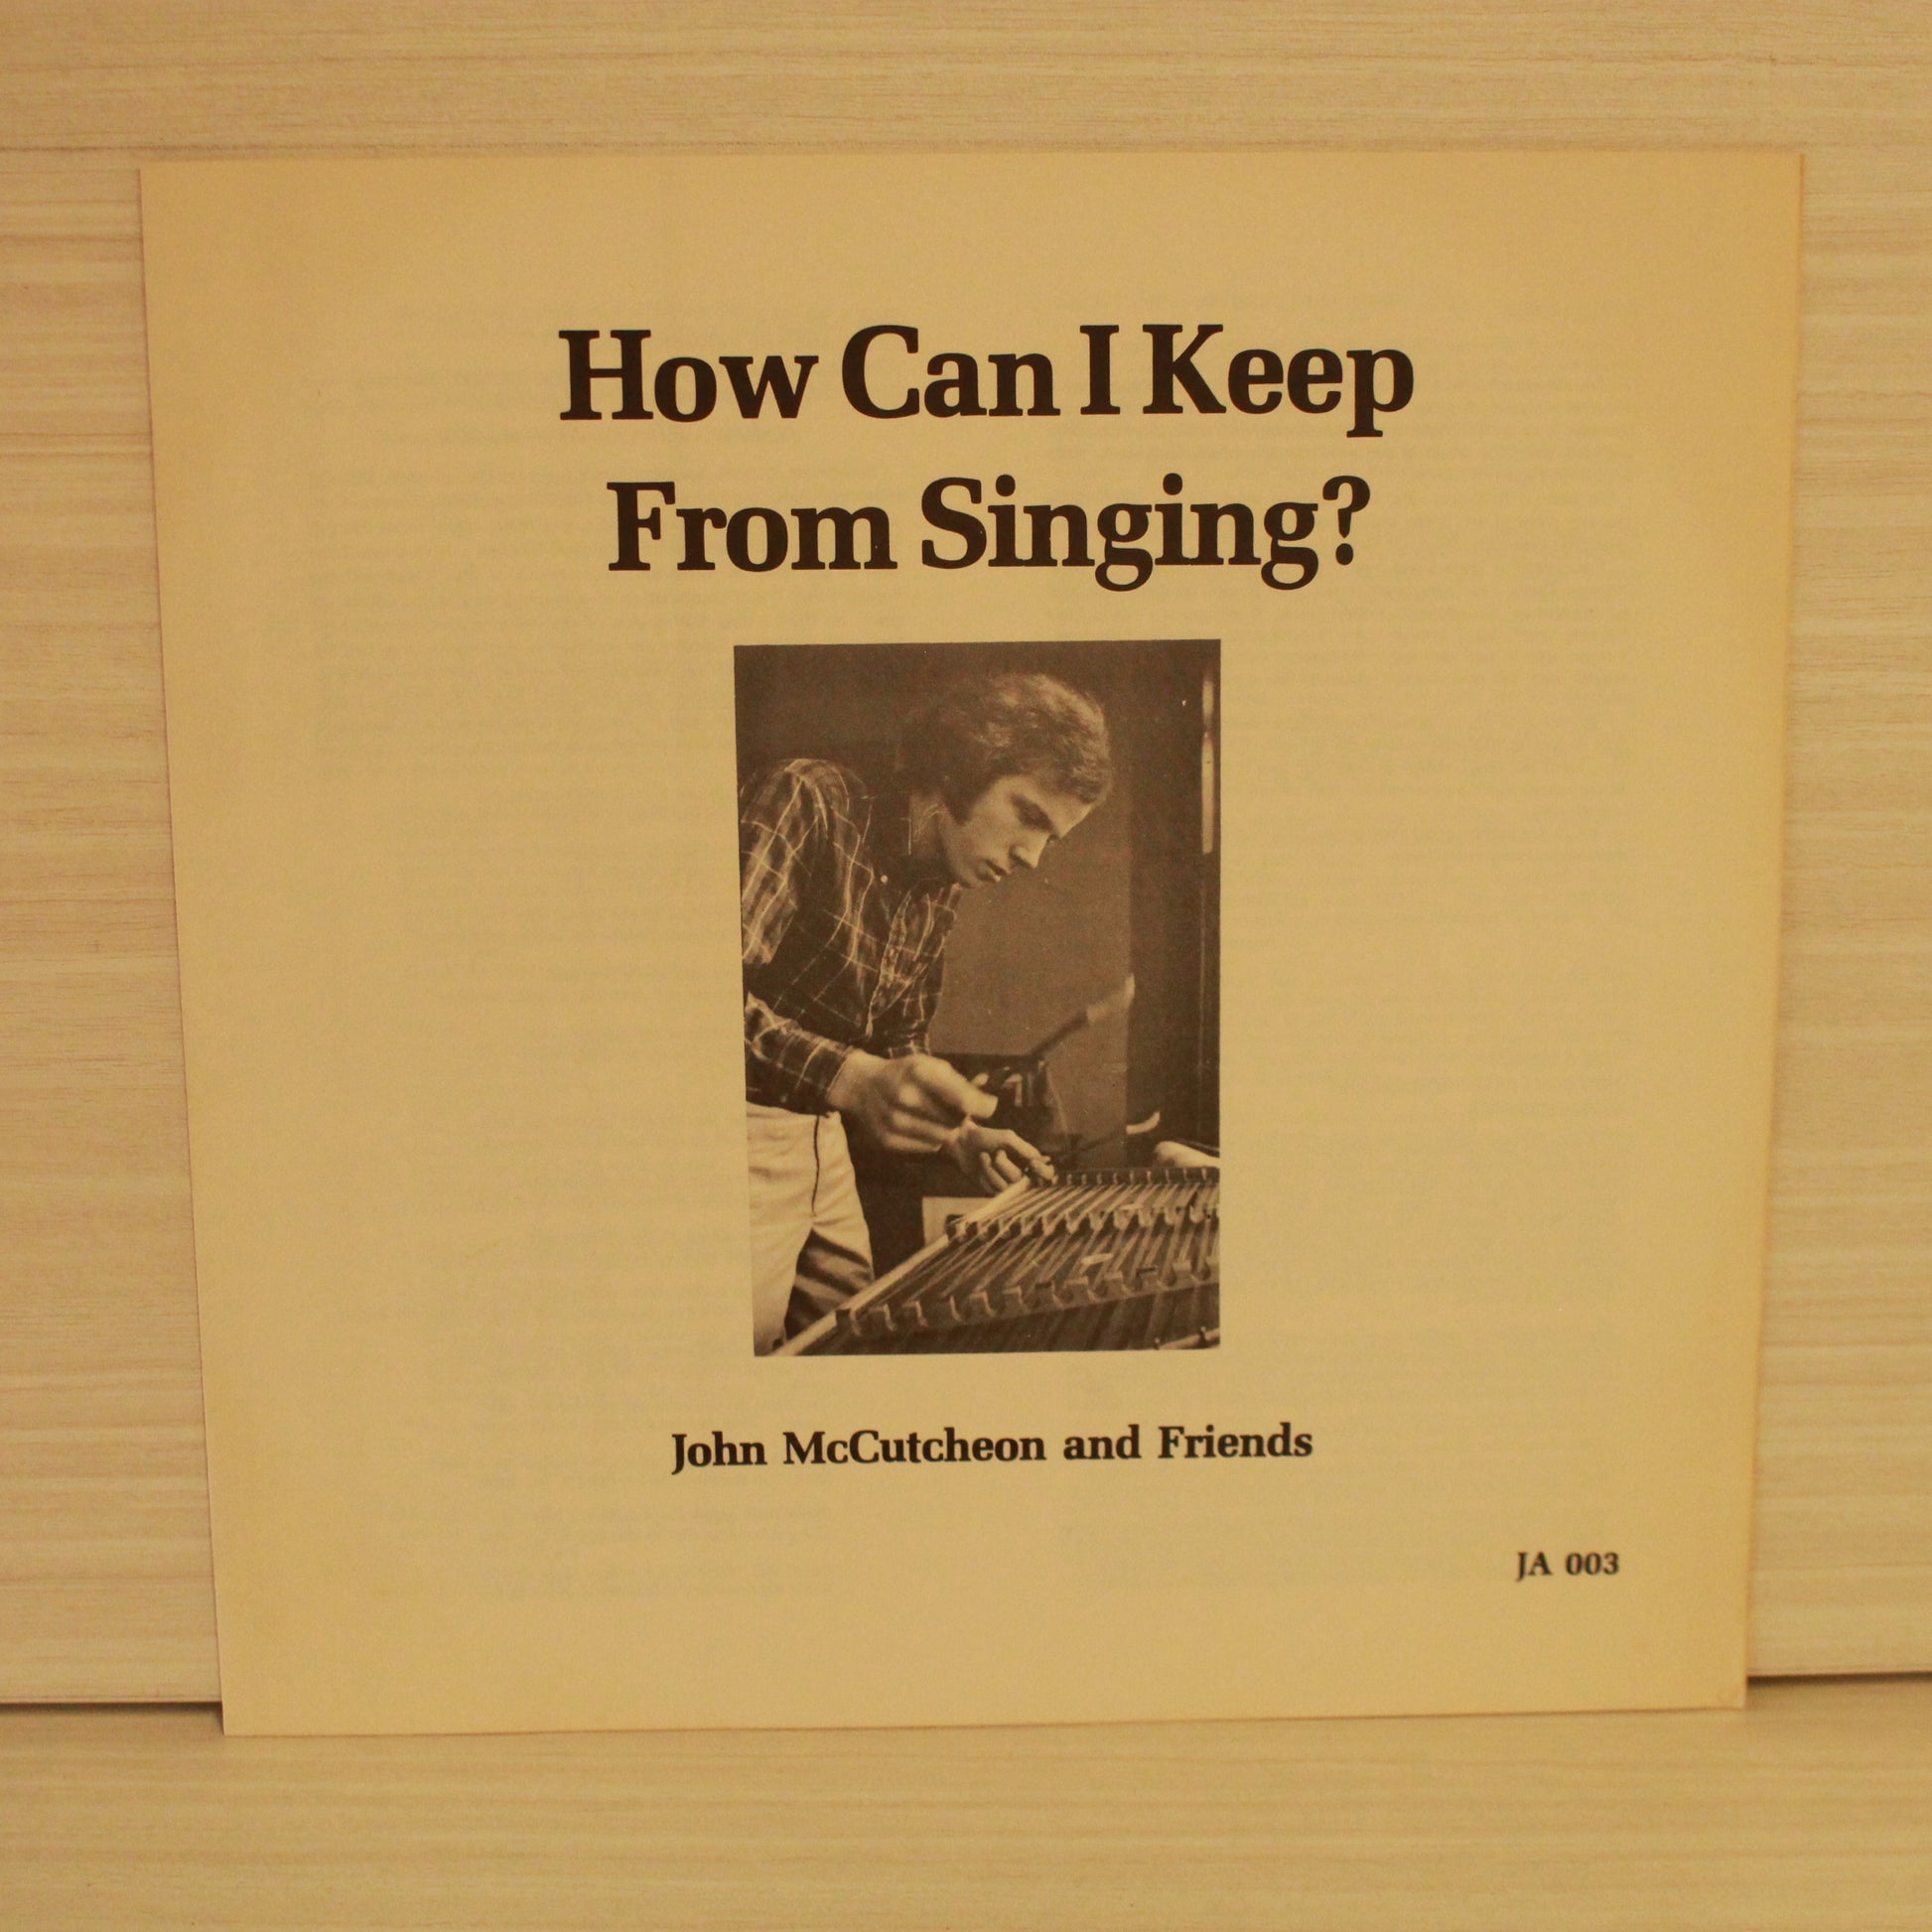 How Can I Keep
From Singing?
John McCutcheon and Friends
JA 003